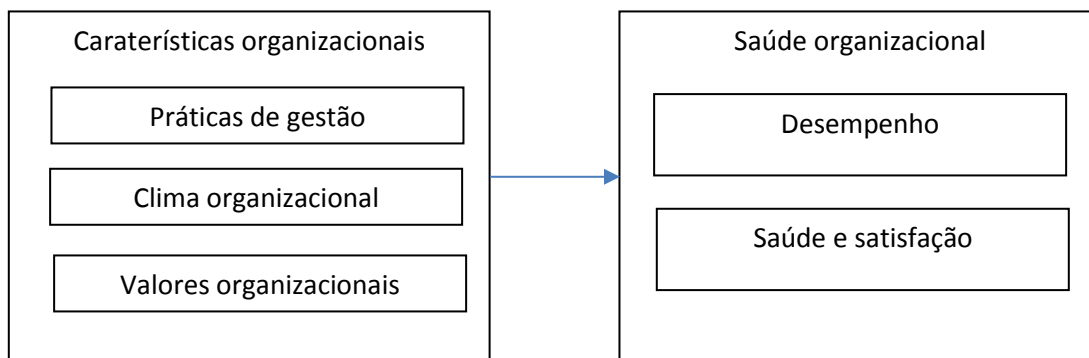 Caraterísticas organizacionais
Práticas de gestão
Clima organizacional
Valores organizacionais
Saúde organizacional
Desempenho
Saúde e satisfação